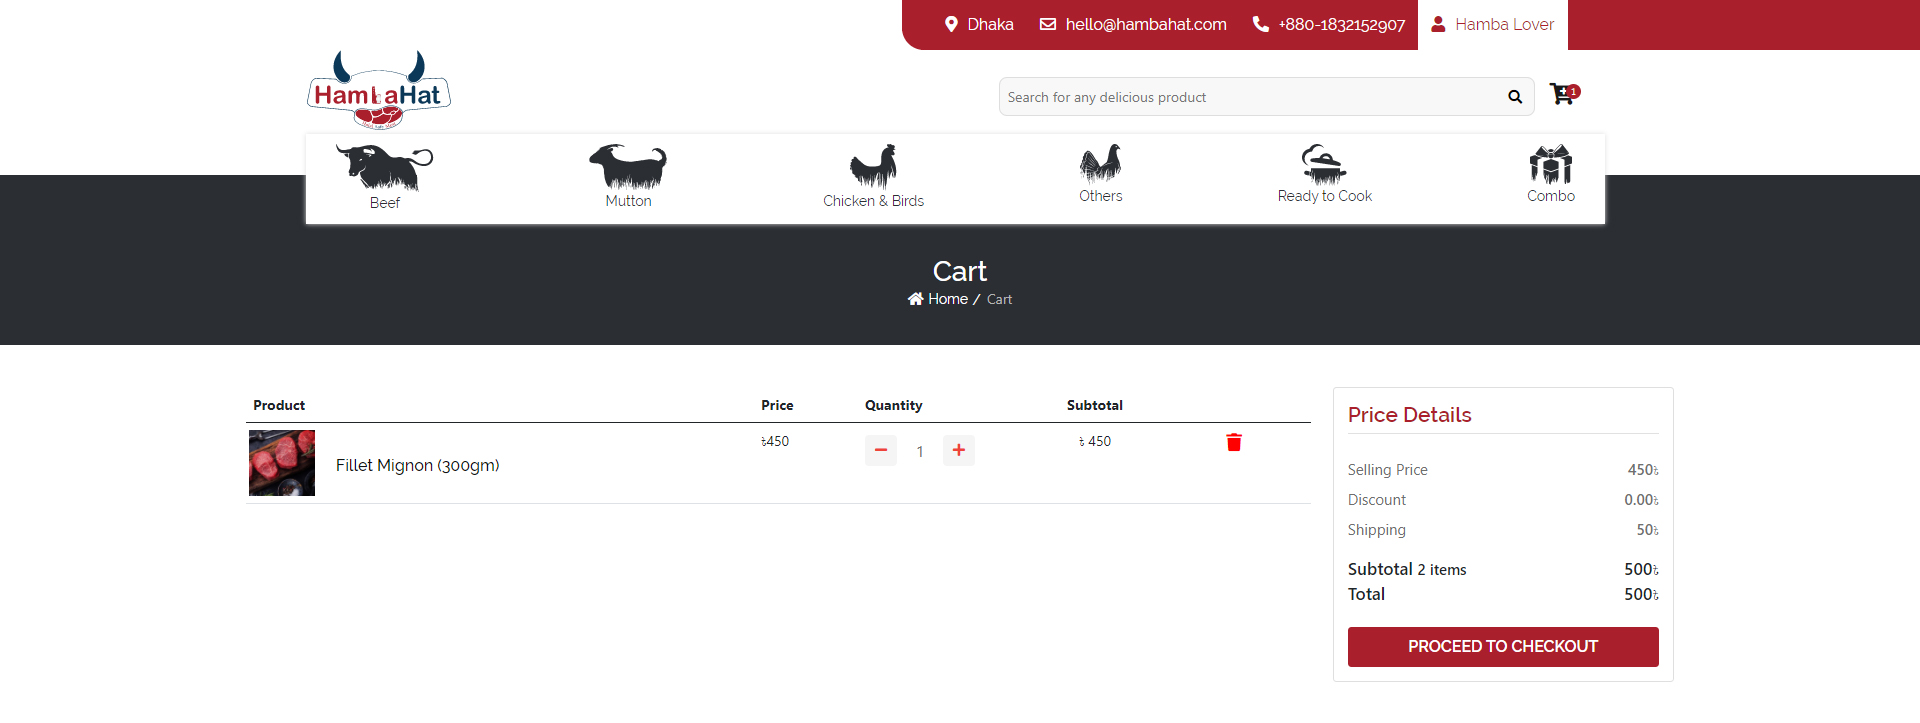 Dhaka hello@hambahat.com +880-1832152907 Hamba Lover
HambaHat
Search for any delicious product 1
Beef Mutton Chicken & Birds Others Ready to Cook Combo
Cart
Home / Cart
Product Price Quantity Subtotal
Fillet Mignon (300gm) ৳450 1 ৳ 450
Price Details
Selling Price 450৳
Discount 0.00৳
Shipping 50৳
Subtotal 2 items 500৳
Total 500৳
PROCEED TO CHECKOUT